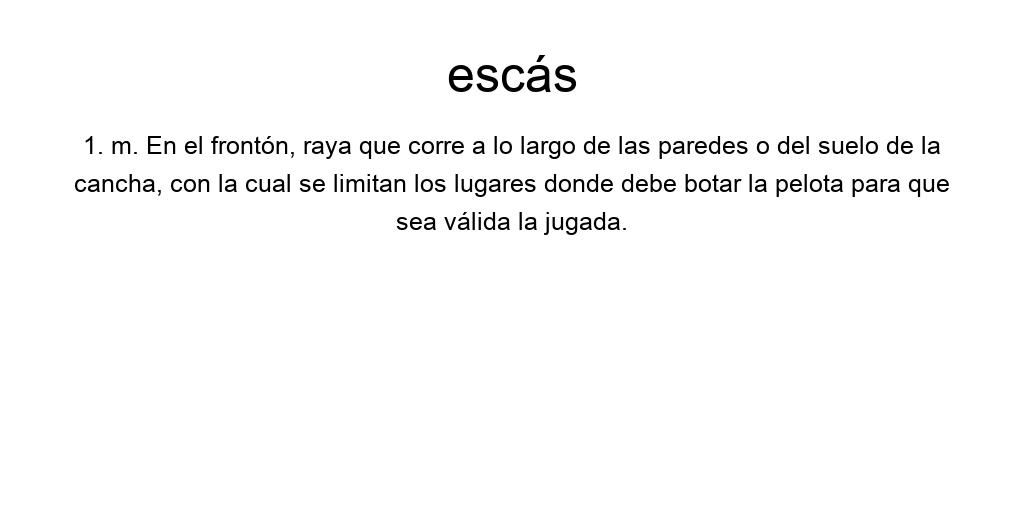 escás
1. m. En el frontón, raya que corre a lo largo de las paredes o del suelo de la
cancha, con la cual se limitan los lugares donde debe botar la pelota para que
sea válida la jugada.